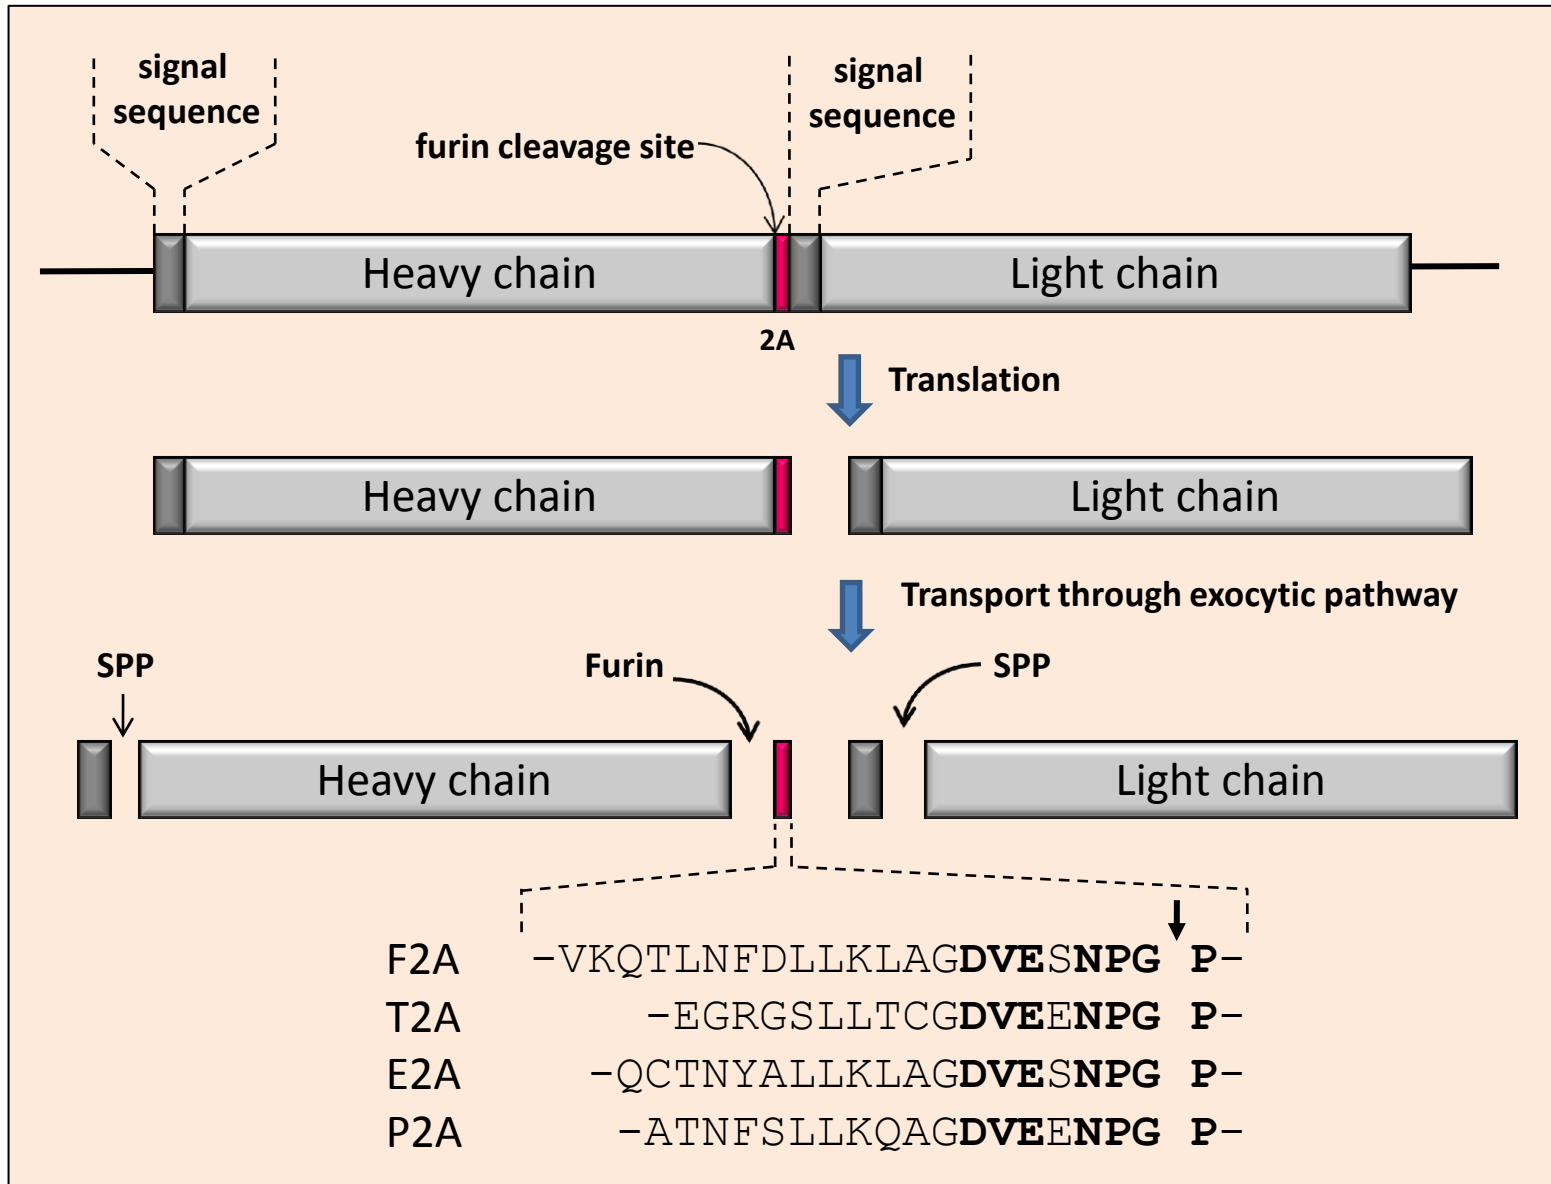 signal
sequence
signal
sequence
furin cleavage site
Heavy chain
Light chain
2A
Translation
Heavy chain
Light chain
Transport through exocytic pathway
SPP
Furin
SPP
Heavy chain
Light chain
F2A –VKQTLNFDLLKLAGDVESNPG P–
T2A –EGRGSLLTCGDVEENPG P–
E2A –QCTNYALLKLAGDVESNPG P–
P2A –ATNFSLLKQAGDVEENPG P–